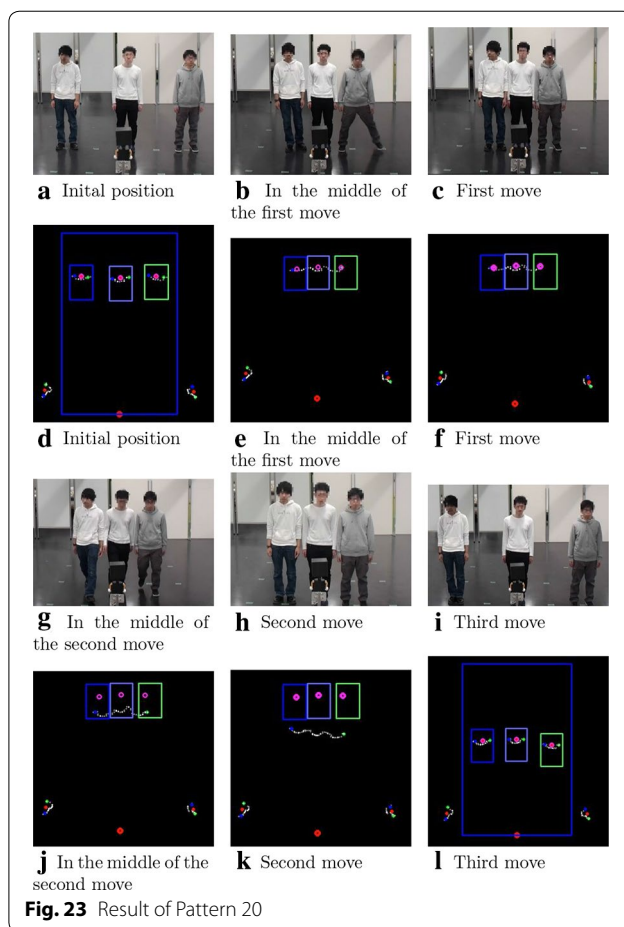 a Inital position
b In the middle of
the first move
c First move
d Initial position
e In the middle of
the first move
f First move
g In the middle of
the second move
h Second move
i Third move
j In the middle of the
second move
k Second move
l Third move
Fig. 23 Result of Pattern 20